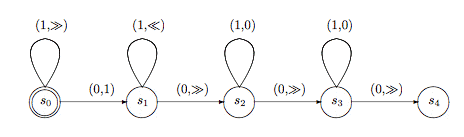 (1,≫) (1,≪) (1,0) (1,0)
(0,1) (0,≫) (0,≫) (0,≫)
s₀ s₁ s₂ s₃ s₄